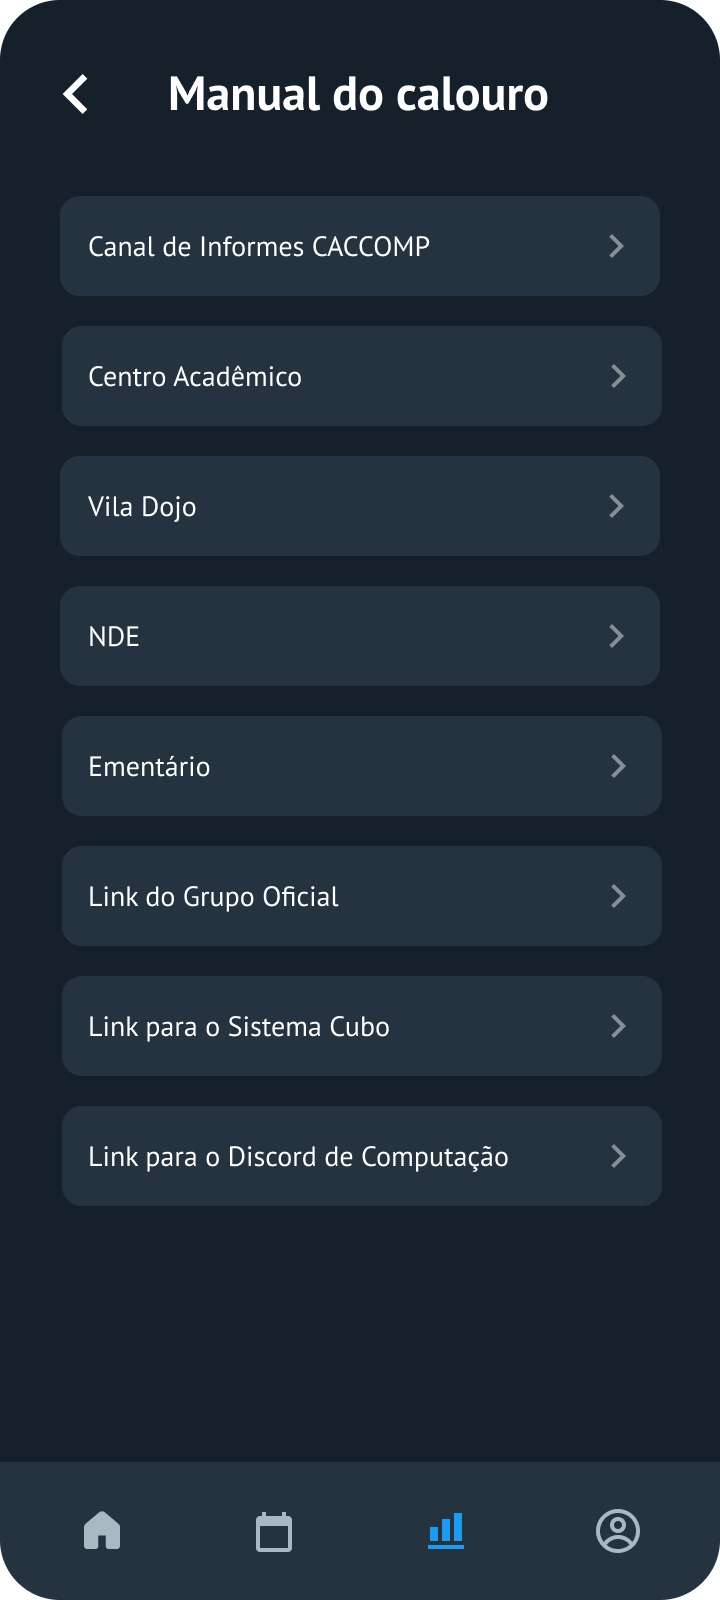 Manual do calouro
Canal de Informes CACCOMP
Centro Acadêmico
Vila Dojo
NDE
Ementário
Link do Grupo Oficial
Link para o Sistema Cubo
Link para o Discord de Computação